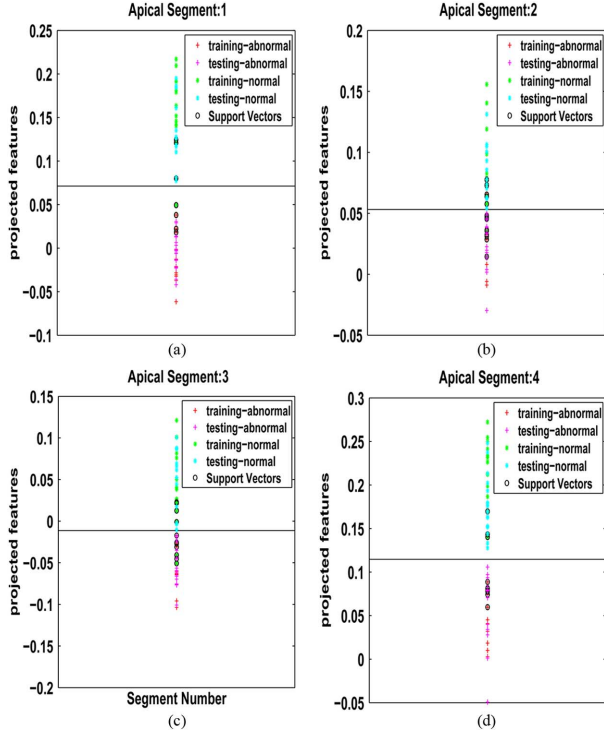 Apical Segment:1
0.25
0.2
0.15
0.1
0.05
0
−0.05
−0.1
projected features
training−abnormal
testing−abnormal
training−normal
testing−normal
Support Vectors
(a)
Apical Segment:2
0.2
0.15
0.1
0.05
0
−0.05
projected features
training−abnormal
testing−abnormal
training−normal
testing−normal
Support Vectors
(b)
Apical Segment:3
0.15
0.1
0.05
0
−0.05
−0.1
−0.15
−0.2
projected features
training−abnormal
testing−abnormal
training−normal
testing−normal
Support Vectors
Segment Number
(c)
Apical Segment:4
0.3
0.25
0.2
0.15
0.1
0.05
0
−0.05
projected features
training−abnormal
testing−abnormal
training−normal
testing−normal
Support Vectors
(d)